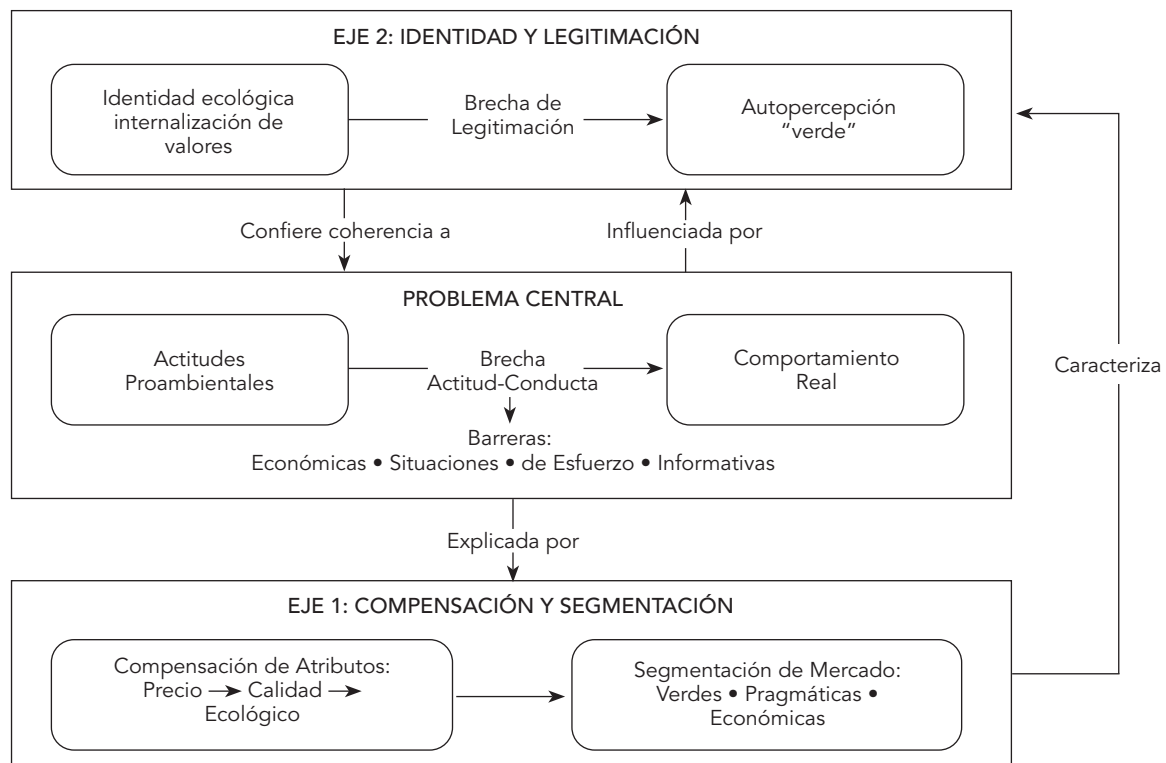 EJE 2: IDENTIDAD Y LEGITIMACIÓN
Identidad ecológica
internalización de
valores
Brecha de
Legitimación
Autopercepción
“verde”
Confiere coherencia a
Influenciada por
PROBLEMA CENTRAL
Actitudes
Proambientales
Brecha
Actitud-Conducta
Comportamiento
Real
Barreras:
Económicas • Situaciones • de Esfuerzo • Informativas
Caracteriza
Explicada por
EJE 1: COMPENSACIÓN Y SEGMENTACIÓN
Compensación de Atributos:
Precio → Calidad →
Ecológico
Segmentación de Mercado:
Verdes • Pragmáticas •
Económicas